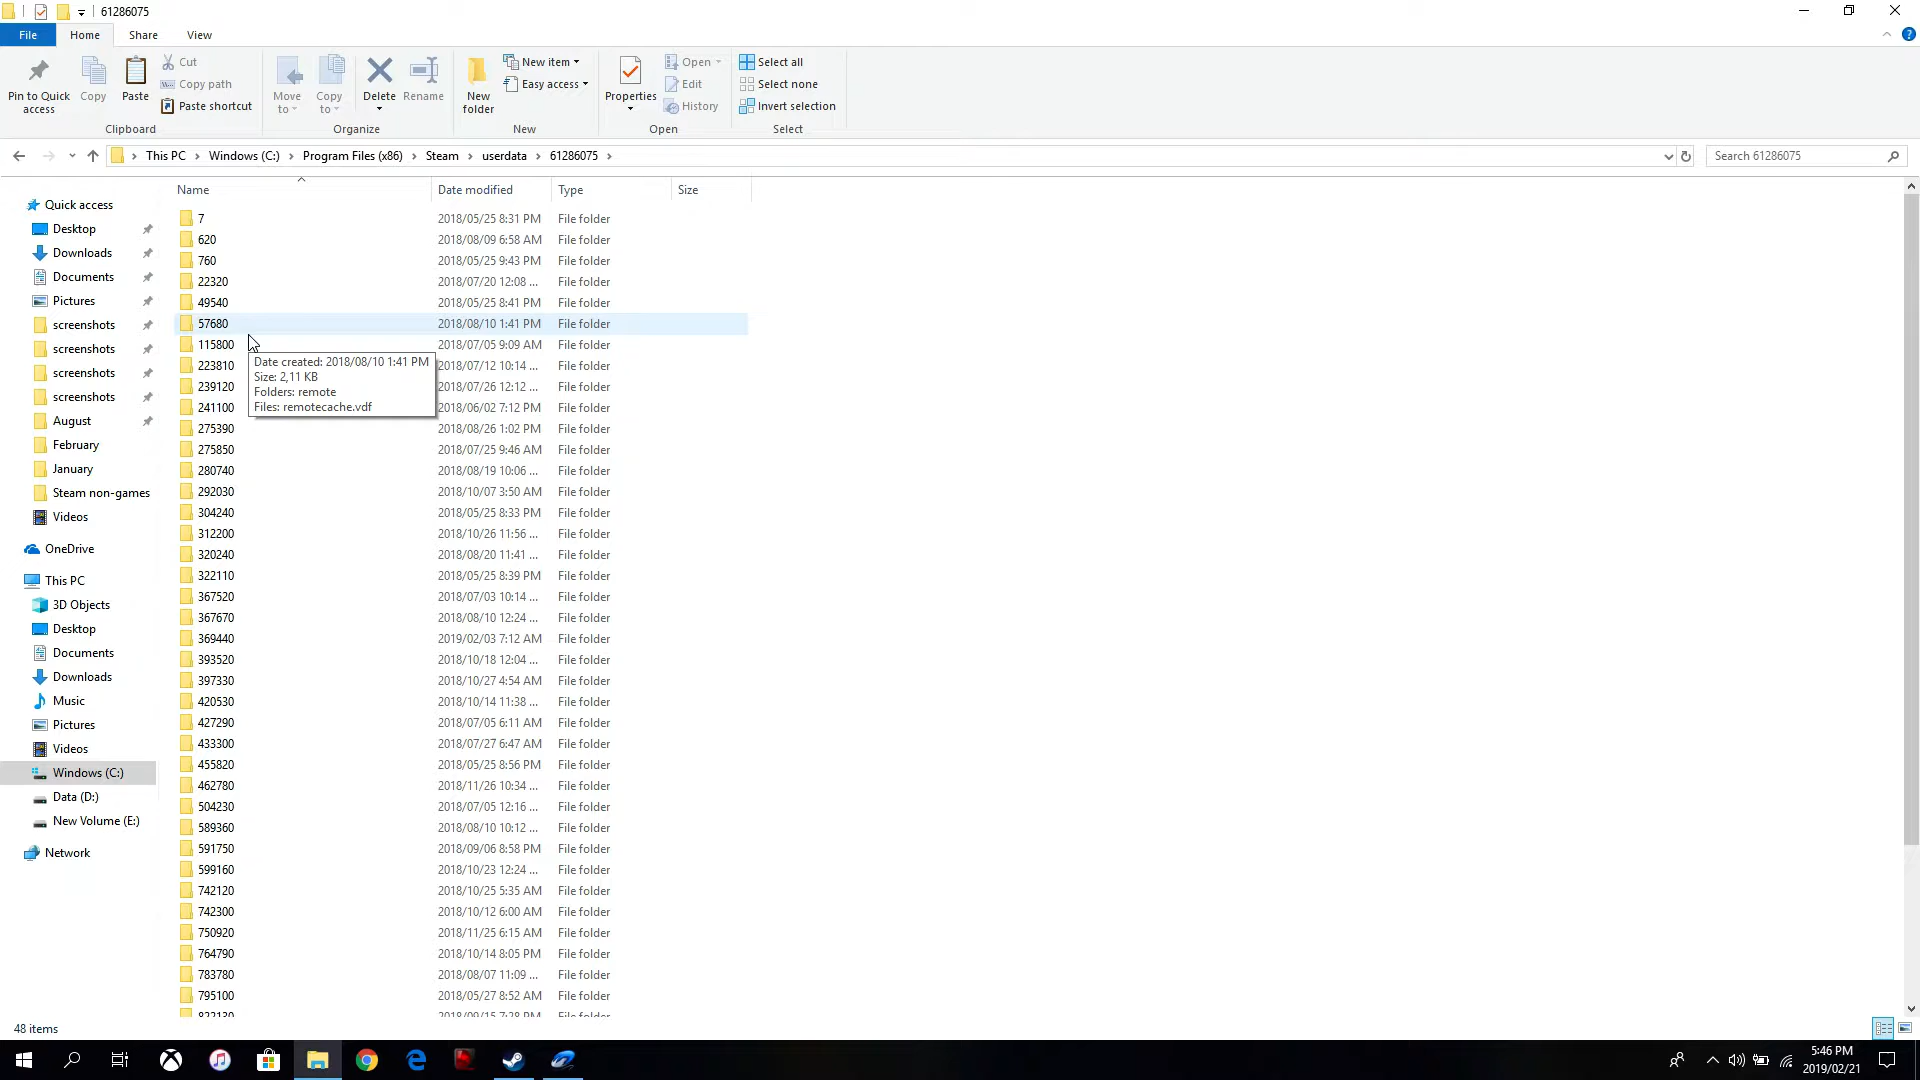 61286075
File Home Share View
Pin to Quick access
Copy
Paste
Cut
Copy path
Paste shortcut
Clipboard
Move to
Copy to
Delete
Rename
Organize
New folder
New item
Easy access
New
Properties
Open
Edit
History
Open
Select all
Select none
Invert selection
Select
This PC > Windows (C:) > Program Files (x86) > Steam > userdata > 61286075 >
Search 61286075
Quick access
Desktop
Downloads
Documents
Pictures
screenshots
screenshots
screenshots
screenshots
August
February
January
Steam non-games
Videos
OneDrive
This PC
3D Objects
Desktop
Documents
Downloads
Music
Pictures
Videos
Windows (C:)
Data (D:)
New Volume (E:)
Network
Name Date modified Type Size
7 2018/05/25 8:31 PM File folder
620 2018/08/09 6:58 AM File folder
760 2018/05/25 9:43 PM File folder
22320 2018/07/20 12:08 ... File folder
49540 2018/05/25 8:41 PM File folder
57680 2018/08/10 1:41 PM File folder
115800 2018/07/05 9:09 AM File folder
223810 2018/07/12 10:14 ... File folder
239120 2018/07/26 12:12 ... File folder
241100 2018/06/02 7:12 PM File folder
275390 2018/08/26 1:02 PM File folder
275850 2018/07/25 9:46 AM File folder
280740 2018/08/19 10:06 ... File folder
292030 2018/10/07 3:50 AM File folder
304240 2018/05/25 8:33 PM File folder
312200 2018/10/26 11:56 ... File folder
320240 2018/08/20 11:41 ... File folder
322110 2018/05/25 8:39 PM File folder
367520 2018/07/03 10:14 ... File folder
367670 2018/08/10 12:24 ... File folder
369440 2019/02/03 7:12 AM File folder
393520 2018/10/18 12:04 ... File folder
397330 2018/10/27 4:54 AM File folder
420530 2018/10/14 11:38 ... File folder
427290 2018/07/05 6:11 AM File folder
433300 2018/07/27 6:47 AM File folder
455820 2018/05/25 8:56 PM File folder
462780 2018/11/26 10:34 ... File folder
504230 2018/07/05 12:16 ... File folder
589360 2018/08/10 10:12 ... File folder
591750 2018/09/06 8:58 PM File folder
599160 2018/10/23 12:24 ... File folder
742120 2018/10/25 5:35 AM File folder
742300 2018/10/12 6:00 AM File folder
750920 2018/11/25 6:15 AM File folder
764790 2018/10/14 8:05 PM File folder
783780 2018/08/07 11:09 ... File folder
795100 2018/05/27 8:52 AM File folder
822130 2018/09/15 7:28 PM File folder
Date created: 2018/08/10 1:41 PM
Size: 2,11 KB
Folders: remote
Files: remotecache.vdf
48 items
5:46 PM
2019/02/21